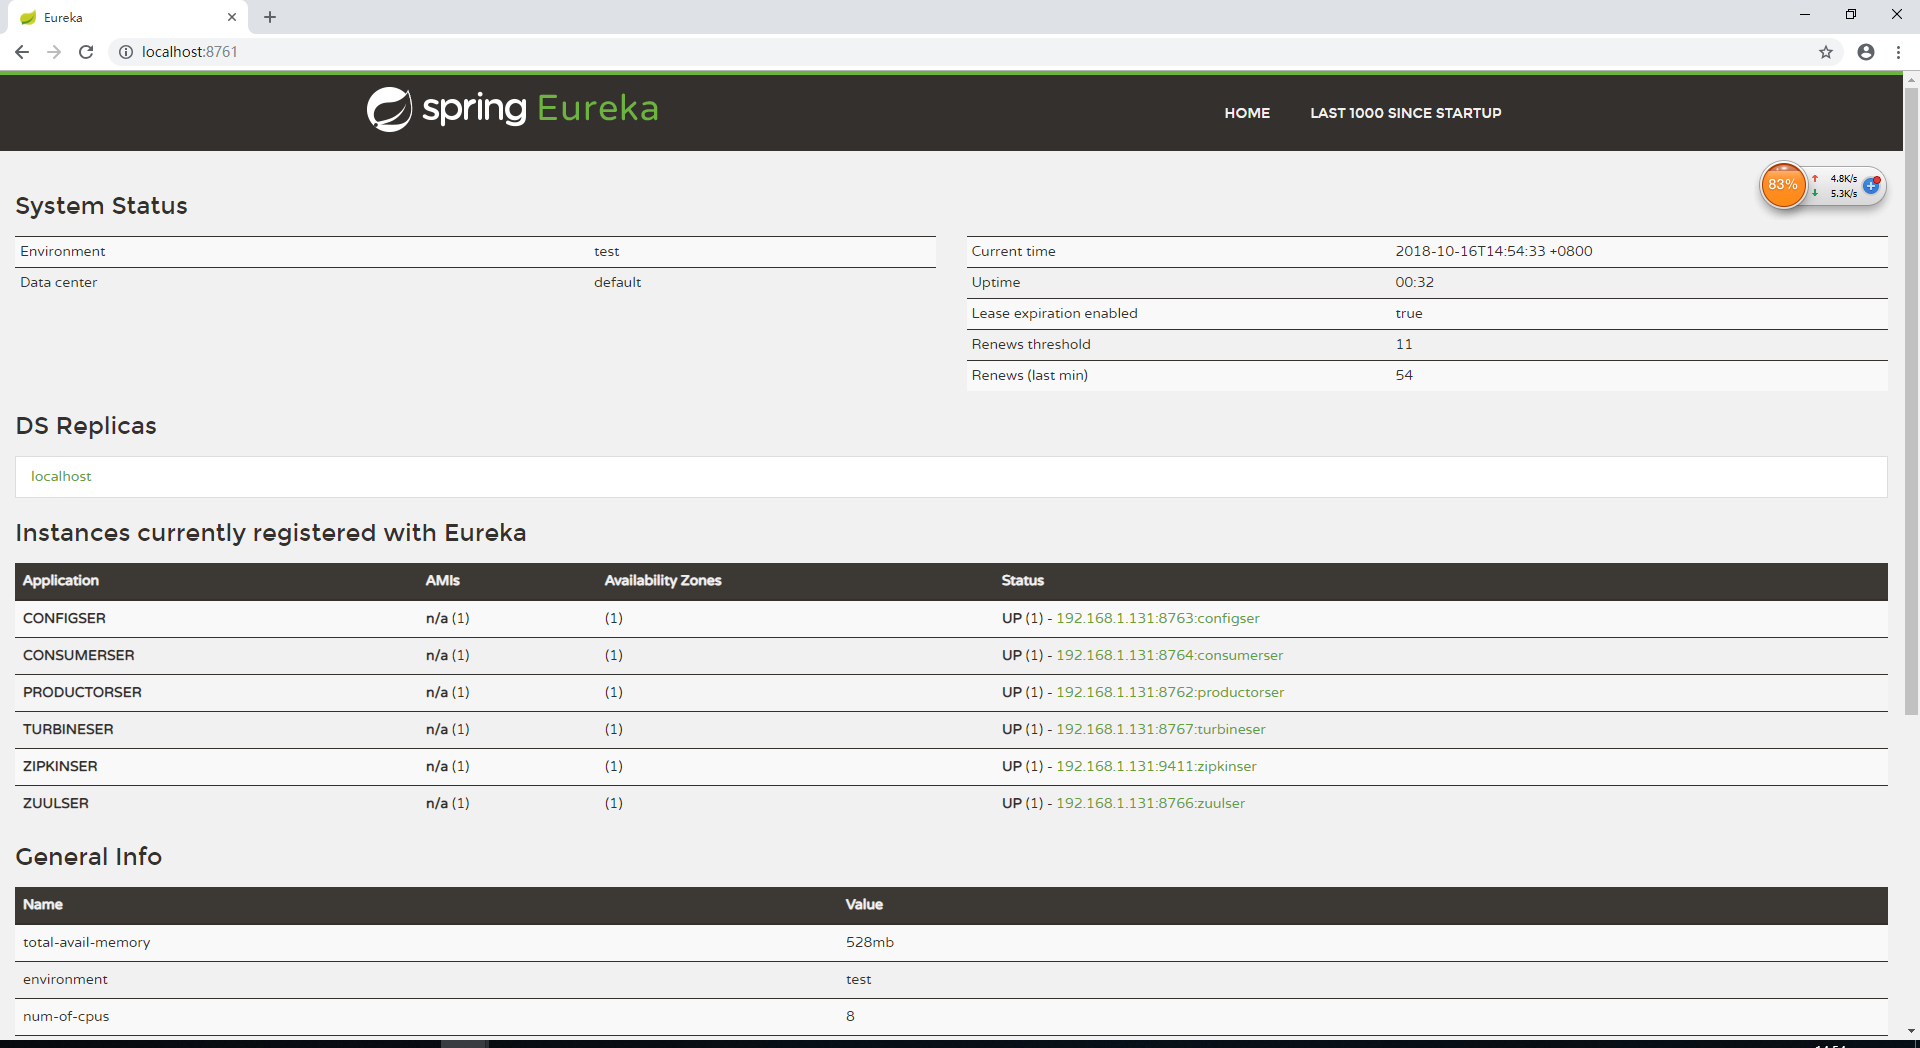 Eureka
localhost:8761
spring Eureka
HOME LAST 1000 SINCE STARTUP
83% 4.8K/s
5.3K/s
System Status
Environment test
Data center default
Current time 2018-10-16T14:54:33 +0800
Uptime 00:32
Lease expiration enabled true
Renews threshold 11
Renews (last min) 54
DS Replicas
localhost
Instances currently registered with Eureka
Application AMIs Availability Zones Status
CONFIGSER n/a (1) (1) UP (1) - 192.168.1.131:8763:configser
CONSUMERSER n/a (1) (1) UP (1) - 192.168.1.131:8764:consumerser
PRODUCTORSER n/a (1) (1) UP (1) - 192.168.1.131:8762:productorser
TURBINESER n/a (1) (1) UP (1) - 192.168.1.131:8767:turbineser
ZIPKINSER n/a (1) (1) UP (1) - 192.168.1.131:9411:zipkinser
ZUULSER n/a (1) (1) UP (1) - 192.168.1.131:8766:zuulser
General Info
Name Value
total-avail-memory 528mb
environment test
num-of-cpus 8